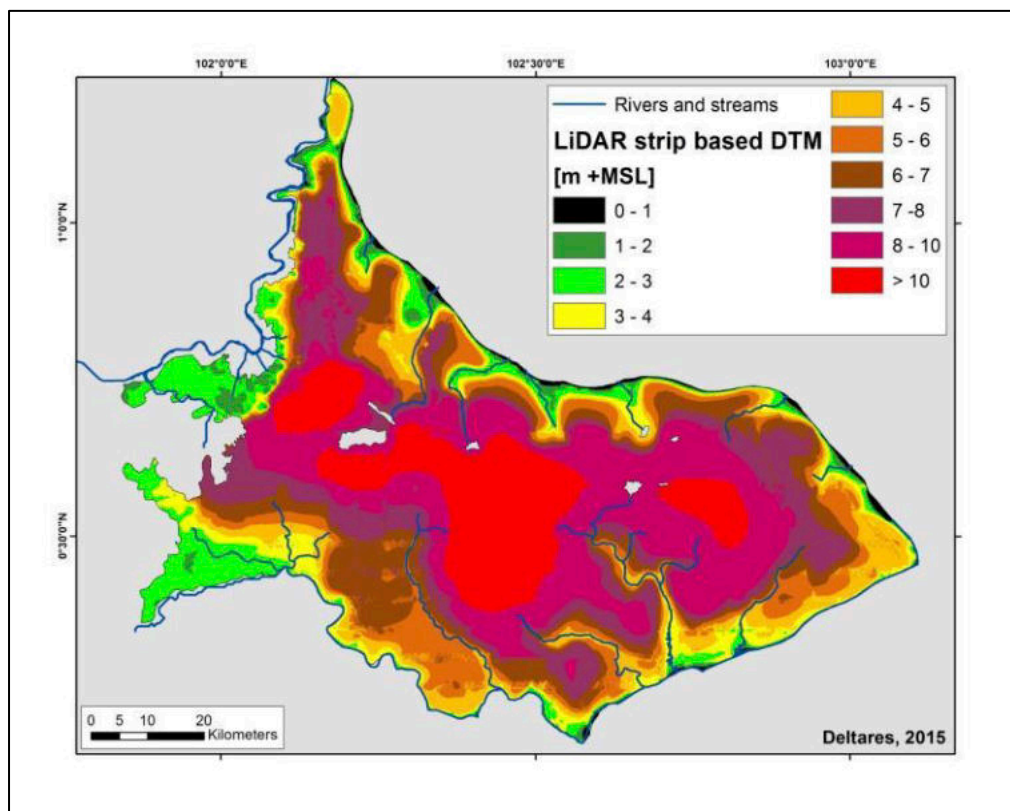 102°0'0"E 102°30'0"E 103°0'0"E
Rivers and streams
LiDAR strip based DTM
[m +MSL]
0 - 1
1 - 2
2 - 3
3 - 4
4 - 5
5 - 6
6 - 7
7 -8
8 - 10
> 10
1°0'0"N
0°30'0"N
0 5 10 20
Kilometers
Deltares, 2015